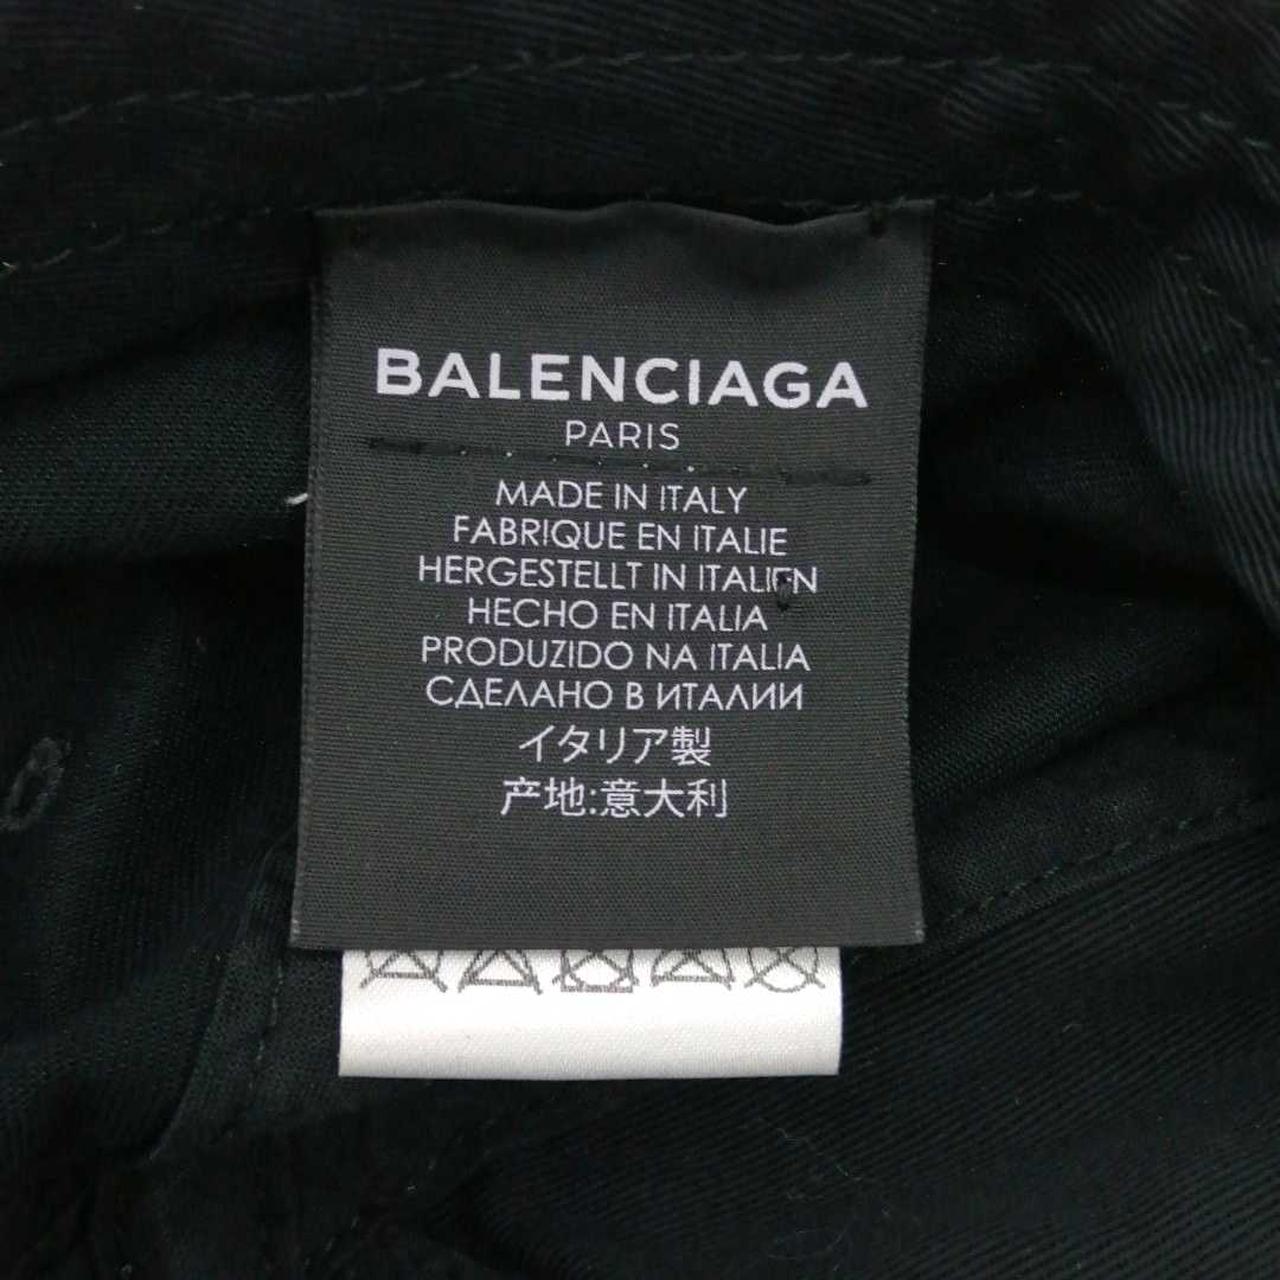 BALENCIAGA
PARIS
MADE IN ITALY
FABRIQUE EN ITALIE
HERGESTELLT IN ITALIEN
HECHO EN ITALIA
PRODUZIDO NA ITALIA
СДЕЛАНО В ИТАЛИИ
イタリア製
产地:意大利